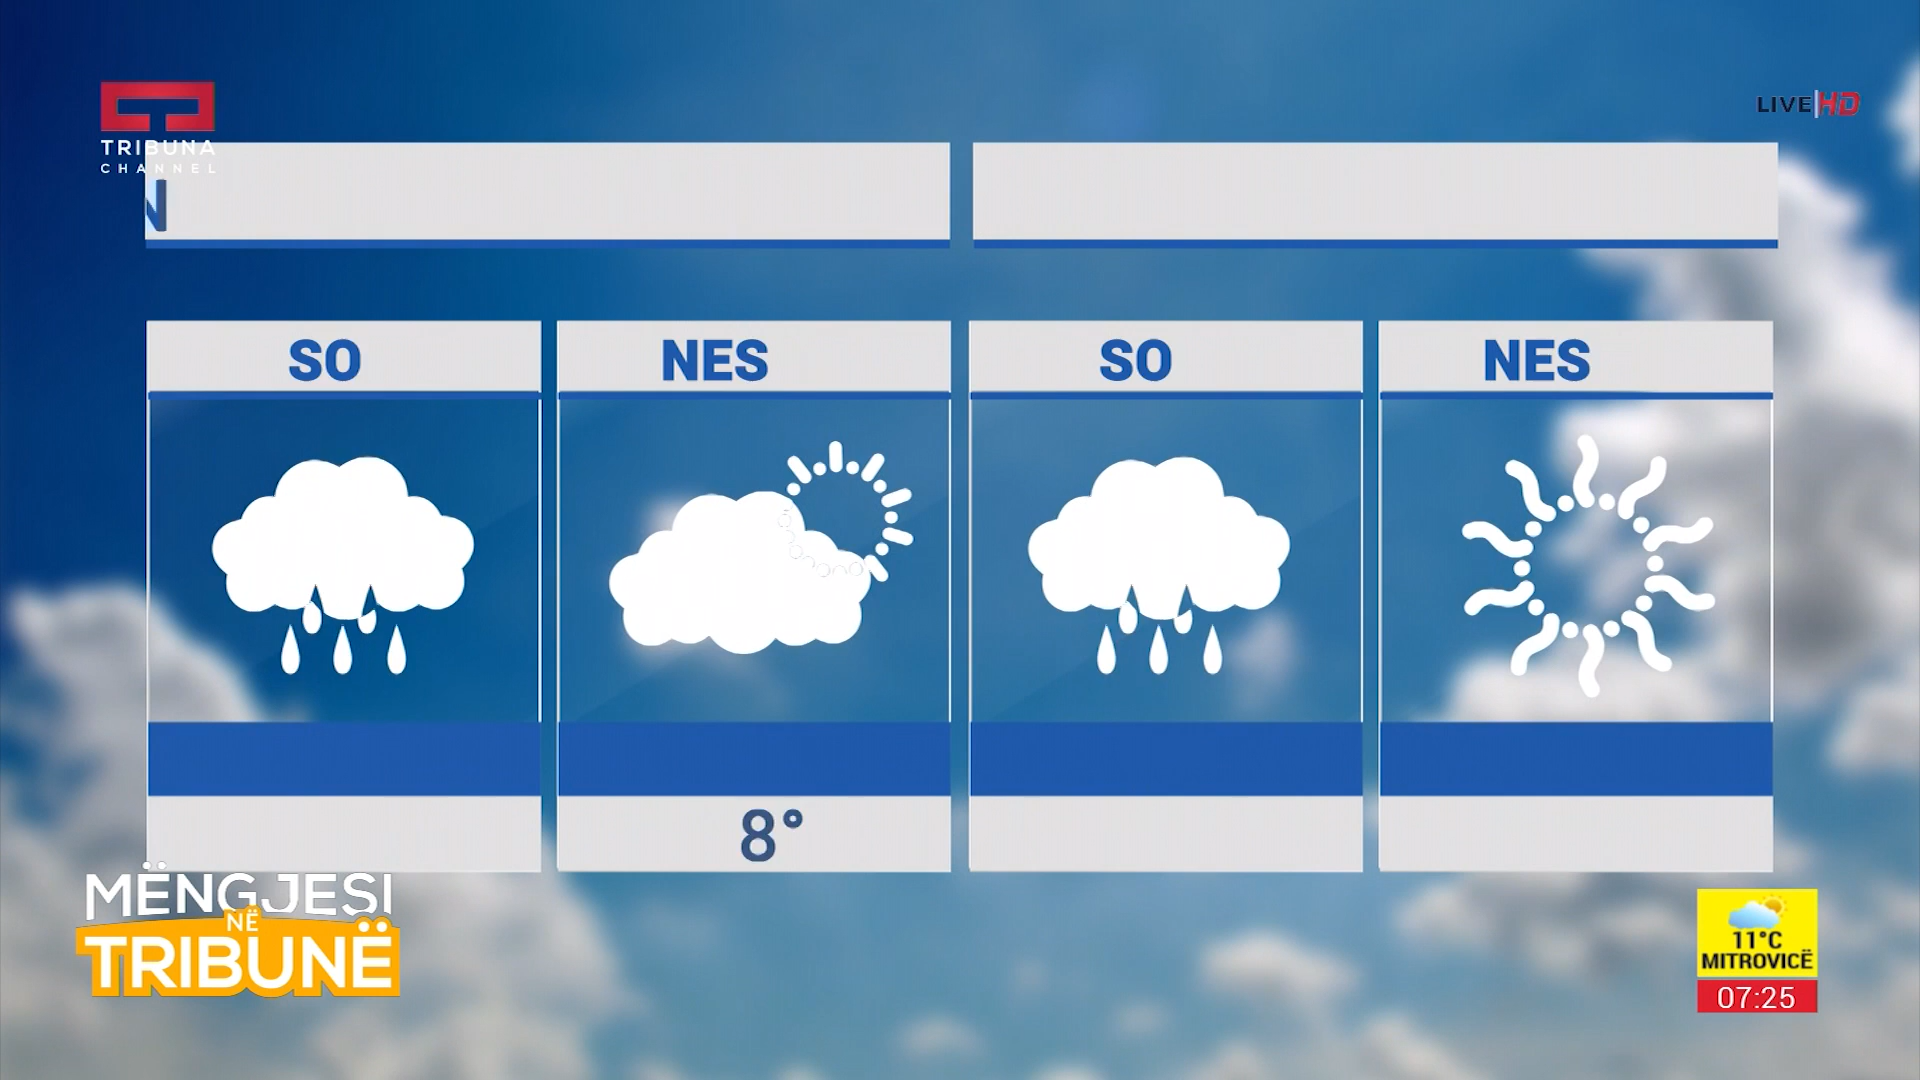 TRIBUNA
CHANNEL
LIVE HD
N
SO
NES
SO
NES
8°
MËNGJESI
NË
TRIBUNË
11°C
MITROVICË
07:25